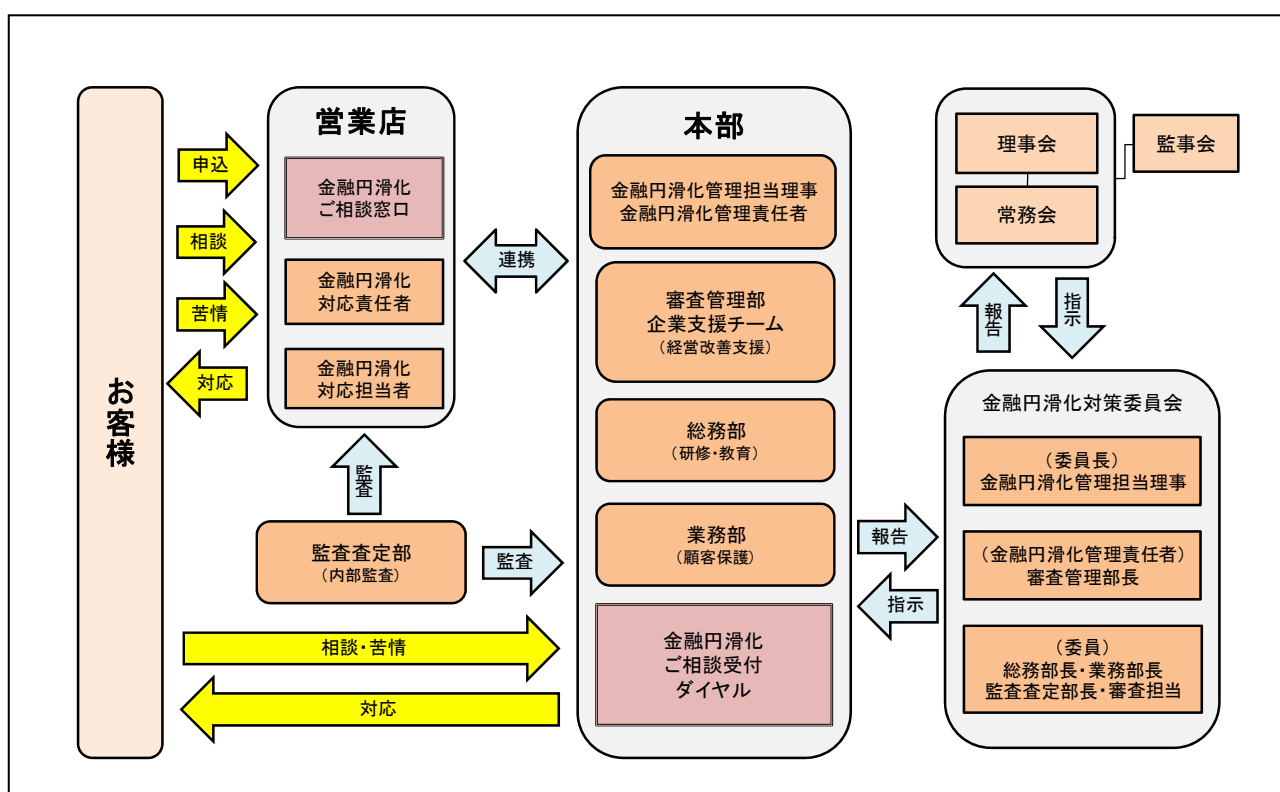 お客様
申込
相談
苦情
対応
営業店
金融円滑化
ご相談窓口
金融円滑化
対応責任者
金融円滑化
対応担当者
監査
監査査定部
（内部監査）
監査
連携
相談・苦情
対応
本部
金融円滑化管理担当理事
金融円滑化管理責任者
審査管理部
企業支援チーム
（経営改善支援）
総務部
（研修・教育）
業務部
（顧客保護）
金融円滑化
ご相談受付
ダイヤル
報告
指示
理事会
常務会
監事会
報告
指示
金融円滑化対策委員会
（委員長）
金融円滑化管理担当理事
（金融円滑化管理責任者）
審査管理部長
（委員）
総務部長・業務部長
監査査定部長・審査担当